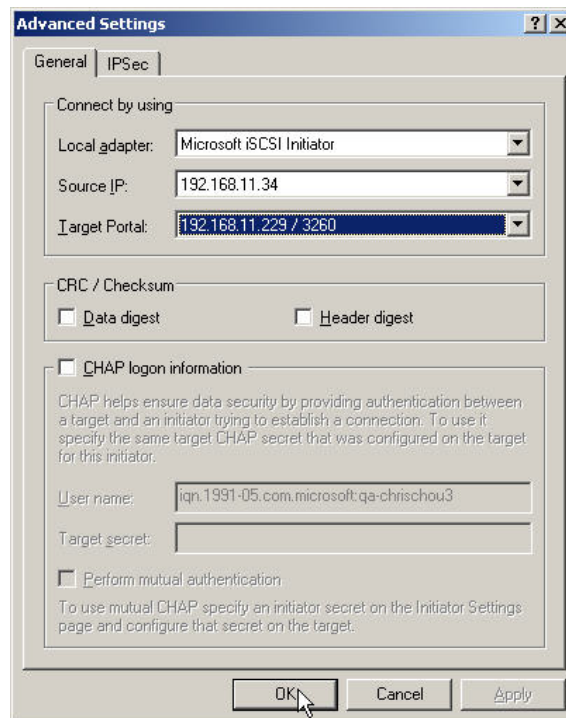 Advanced Settings
General IPSec
Connect by using
Local adapter: Microsoft iSCSI Initiator
Source IP: 192.168.11.34
Target Portal: 192.168.11.229 / 3260
CRC / Checksum
Data digest Header digest
CHAP logon information
CHAP helps ensure data security by providing authentication between
a target and an initiator trying to establish a connection. To use it
specify the same target CHAP secret that was configured on the target
for this initiator.
User name: iqn.1991-05.com.microsoft:qa-chrischou3
Target secret:
Perform mutual authentication
To use mutual CHAP specify an initiator secret on the Initiator Settings
page and configure that secret on the target.
OK Cancel Apply